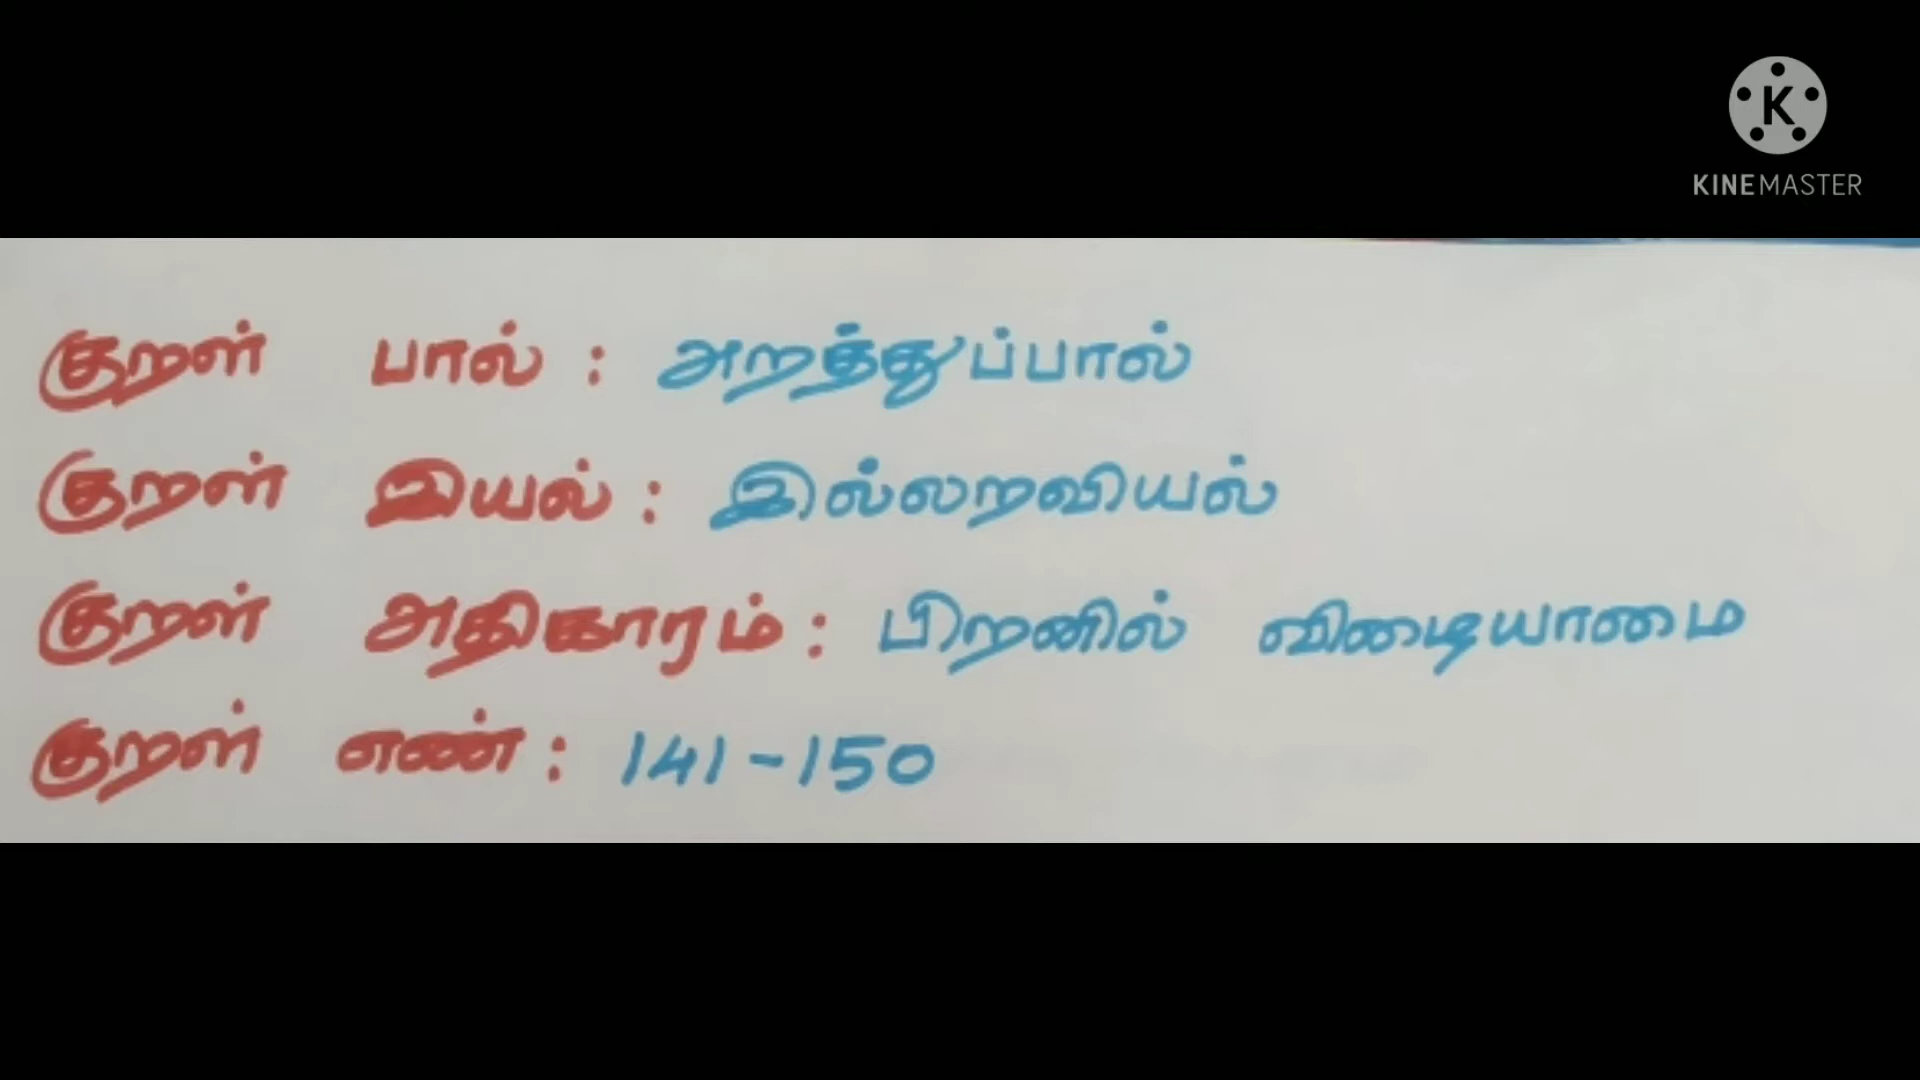 KINEMASTER
குறள் பால் : அறத்துப்பால்
குறள் இயல் : இல்லறவியல்
குறள் அதிகாரம் : பிறனில் விடையாமை
குறள் எண் : 141-150